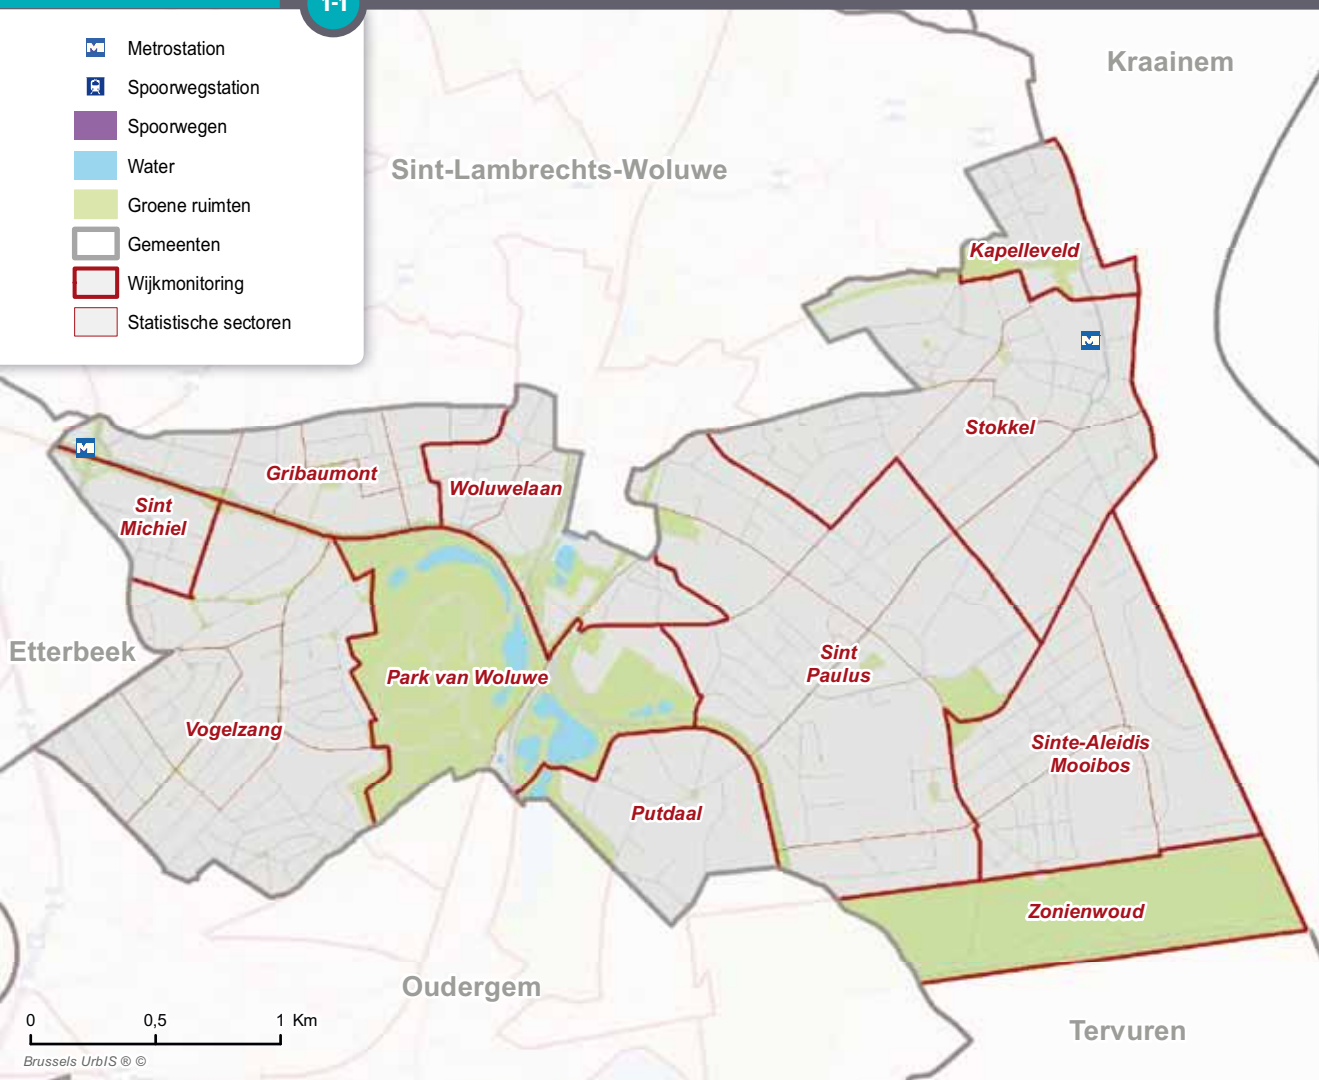 1-1
Metrostation
Spoorwegstation
Spoorwegen
Water
Groene ruimten
Gemeenten
Wijkmonitoring
Statistische sectoren
Kraainem
Sint-Lambrechts-Woluwe
Kapelleveld
Stokkel
Gribaumont
Woluwelaan
Sint
Michiel
Etterbeek
Park van Woluwe
Sint
Paulus
Vogelzang
Sinte-Aleidis
Mooibos
Putdaal
Zonienwoud
Oudergem
Tervuren
0 0,5 1 Km
Brussels UrbIS ® ©